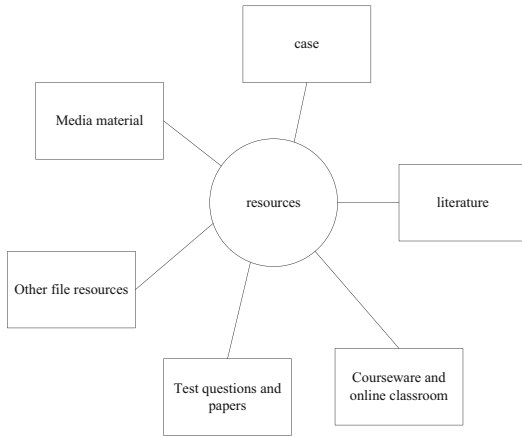 case
Media material
resources
literature
Other file resources
Test questions and
papers
Courseware and
online classroom